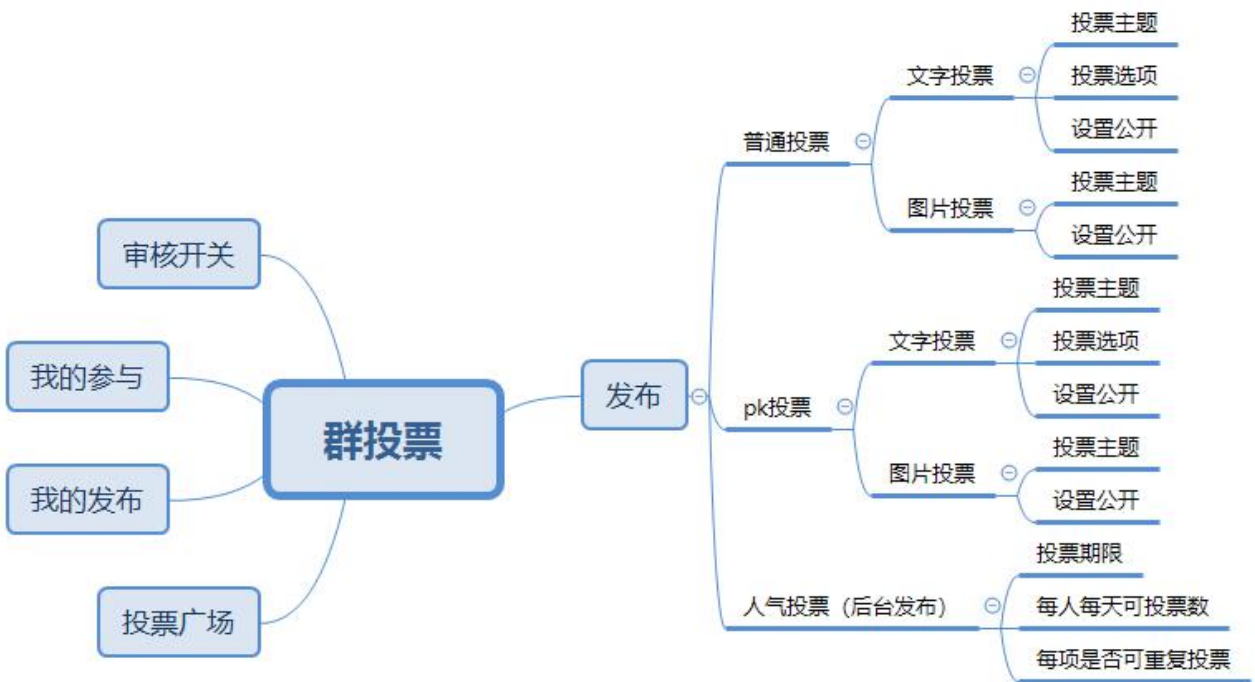 群投票
审核开关
我的参与
我的发布
投票广场
发布
普通投票
文字投票
投票主题
投票选项
设置公开
图片投票
投票主题
设置公开
pk投票
文字投票
投票主题
投票选项
设置公开
图片投票
投票主题
设置公开
人气投票（后台发布）
投票期限
每人每天可投票数
每项是否可重复投票